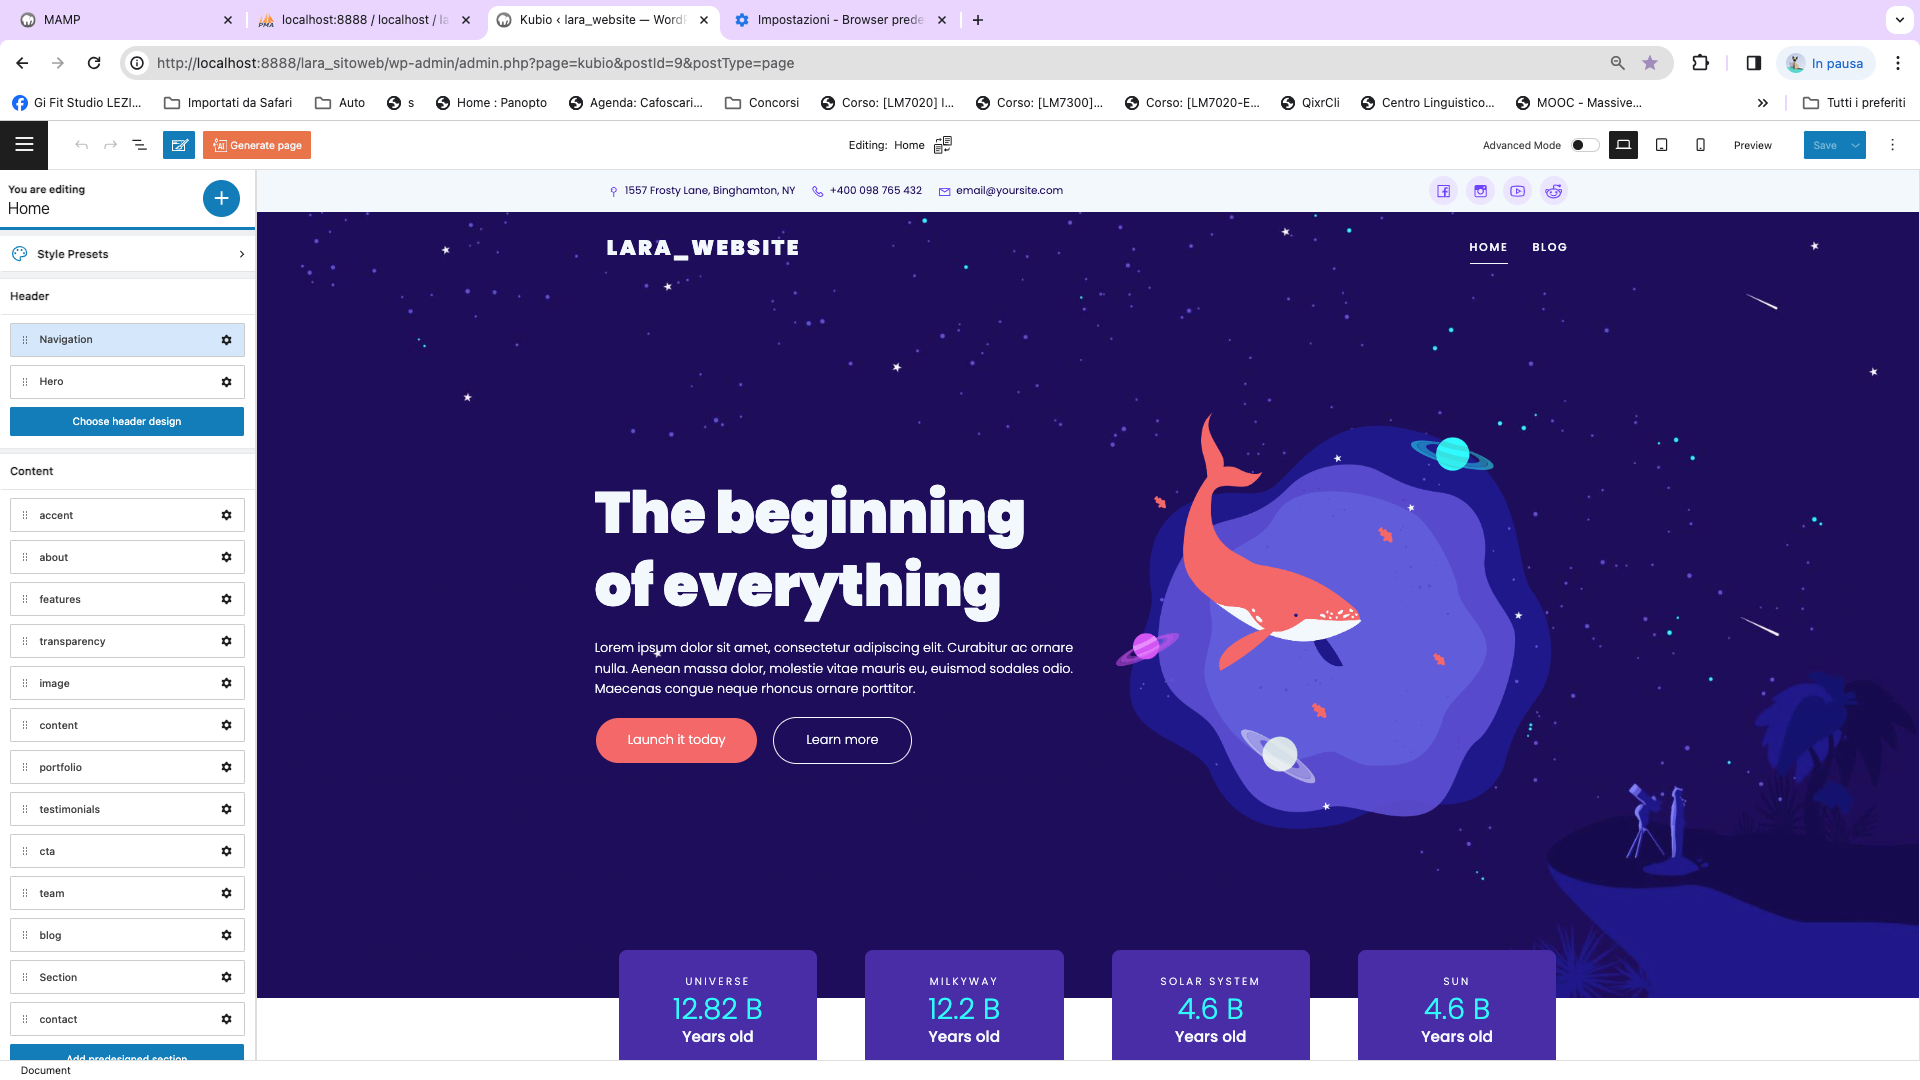 MAMP
localhost:8888 / localhost / la
Kubio ‹ lara_website — WordP
Impostazioni - Browser prede
http://localhost:8888/lara_sitoweb/wp-admin/admin.php?page=kubio&postId=9&postType=page
In pausa
Gi Fit Studio LEZI...
Importati da Safari
Auto
s
Home : Panopto
Agenda: Cafoscari...
Concorsi
Corso: [LM7020] I...
Corso: [LM7300]...
Corso: [LM7020-E...
QixrCli
Centro Linguistico...
MOOC - Massive...
Tutti i preferiti
AI Generate page
Editing: Home
Advanced Mode
Preview
Save
You are editing
Home
Style Presets
Header
Navigation
Hero
Choose header design
Content
accent
about
features
transparency
image
content
portfolio
testimonials
cta
team
blog
Section
contact
Add predesigned section
Document
1557 Frosty Lane, Binghamton, NY
+400 098 765 432
email@yoursite.com
LARA_WEBSITE
HOME
BLOG
The beginning
of everything
Lorem ipsum dolor sit amet, consectetur adipiscing elit. Curabitur ac ornare
nulla. Aenean massa dolor, molestie vitae mauris eu, euismod sodales odio.
Maecenas congue neque rhoncus ornare porttitor.
Launch it today
Learn more
UNIVERSE
12.82 B
Years old
MILKYWAY
12.2 B
Years old
SOLAR SYSTEM
4.6 B
Years old
SUN
4.6 B
Years old